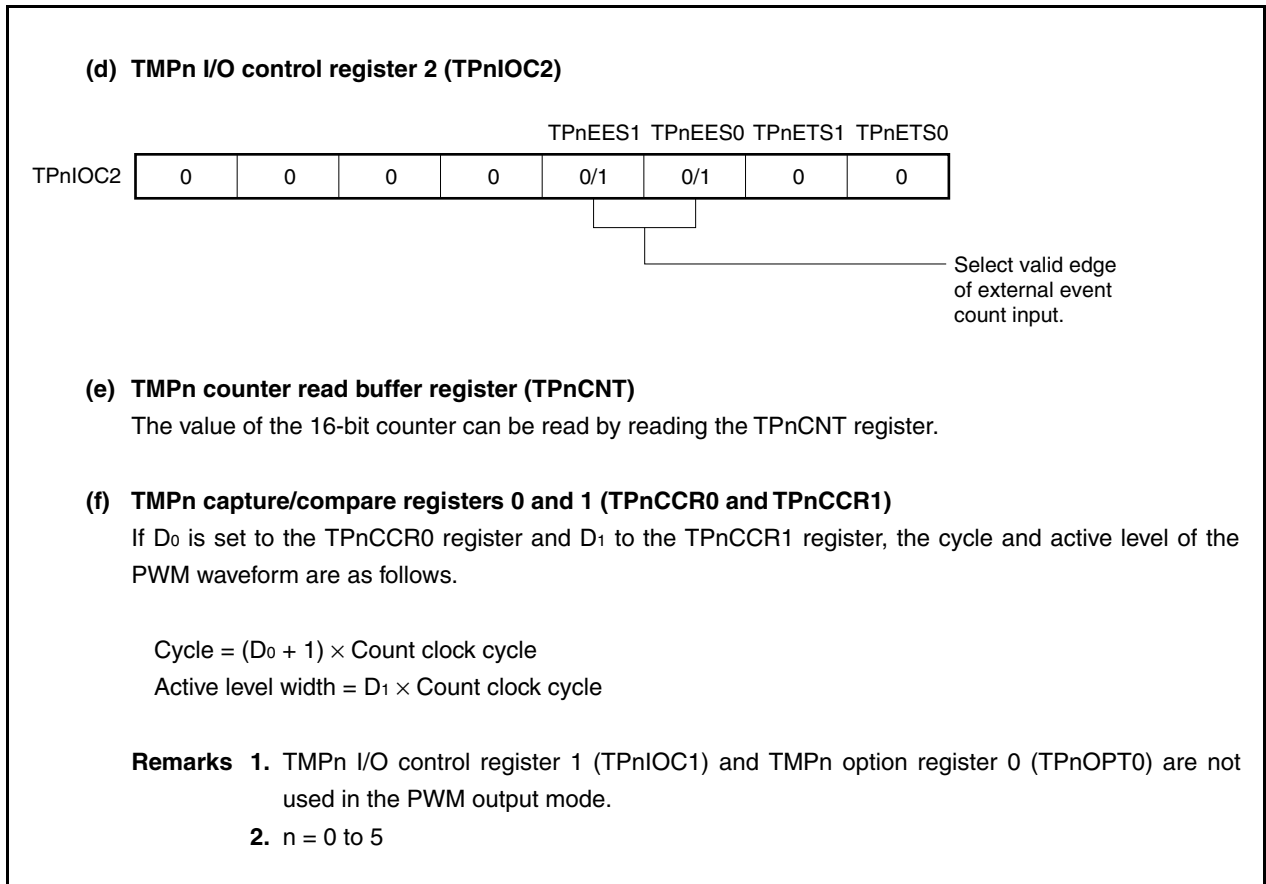 (d) TMPn I/O control register 2 (TPnIOC2)
TPnEES1 TPnEES0 TPnETS1 TPnETS0
TPnIOC2 0 0 0 0 0/1 0/1 0 0
Select valid edge
of external event
count input.
(e) TMPn counter read buffer register (TPnCNT)
The value of the 16-bit counter can be read by reading the TPnCNT register.
(f) TMPn capture/compare registers 0 and 1 (TPnCCR0 and TPnCCR1)
If D0 is set to the TPnCCR0 register and D1 to the TPnCCR1 register, the cycle and active level of the
PWM waveform are as follows.
Cycle = (D0 + 1) × Count clock cycle
Active level width = D1 × Count clock cycle
Remarks 1. TMPn I/O control register 1 (TPnIOC1) and TMPn option register 0 (TPnOPT0) are not
used in the PWM output mode.
2. n = 0 to 5